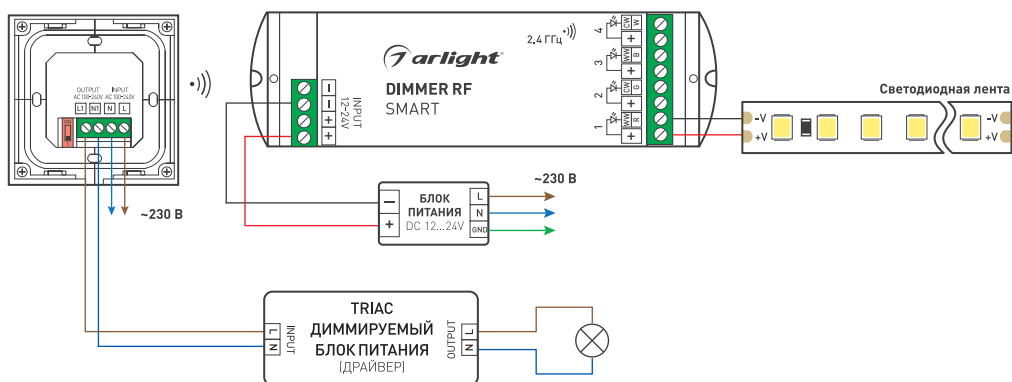 OUTPUT INPUT
AC 100-240V AC 100-240V
L1 N1 N L
~230 В
2.4 ГГц
arlight
DIMMER RF
SMART
INPUT
12-24V
− − + +
4 CW W
+
3 WW B
+
2 CW G
+
1 WW R
+
Светодиодная лента
-V
+V
-V
+V
БЛОК
ПИТАНИЯ
DC 12...24V
−
+
L
N
GND
~230 В
TRIAC
ДИММИРУЕМЫЙ
БЛОК ПИТАНИЯ
(ДРАЙВЕР)
INPUT
L
N
OUTPUT
L
N